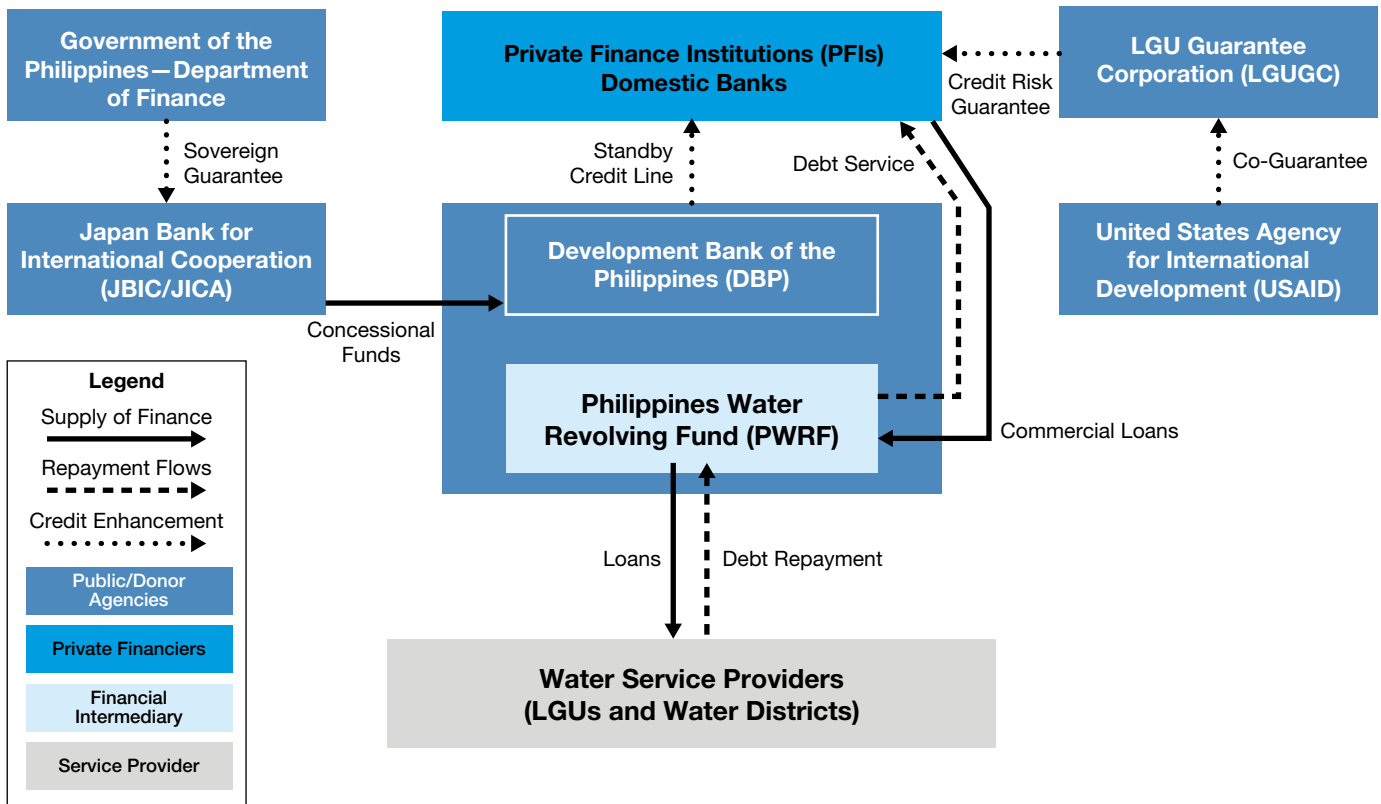 Government of the
Philippines—Department
of Finance
Private Finance Institutions (PFIs)
Domestic Banks
LGU Guarantee
Corporation (LGUGC)
Credit Risk
Guarantee
Sovereign
Guarantee
Standby
Credit Line
Debt Service
Co-Guarantee
Japan Bank for
International Cooperation
(JBIC/JICA)
Development Bank of the
Philippines (DBP)
United States Agency
for International
Development (USAID)
Concessional
Funds
Philippines Water
Revolving Fund (PWRF)
Commercial Loans
Loans
Debt Repayment
Water Service Providers
(LGUs and Water Districts)
Legend
Supply of Finance
Repayment Flows
Credit Enhancement
Public/Donor
Agencies
Private Financiers
Financial
Intermediary
Service Provider